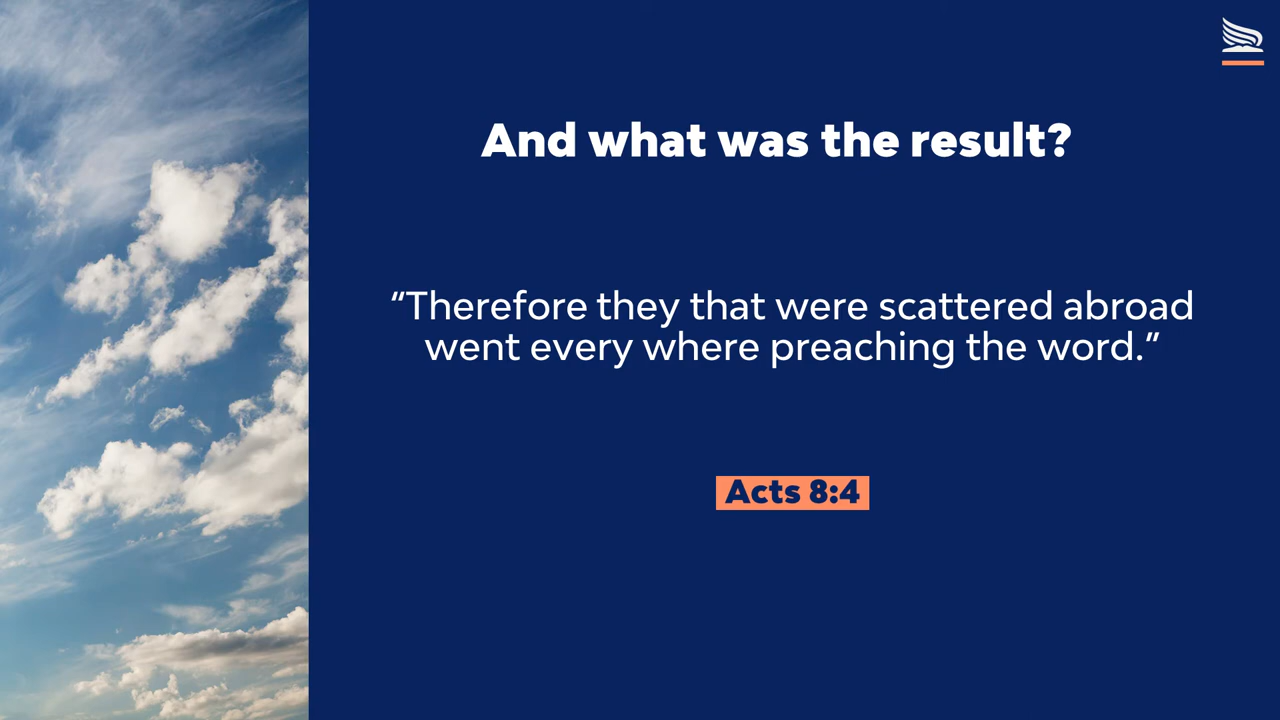 And what was the result?
“Therefore they that were scattered abroad
went every where preaching the word.”
Acts 8:4